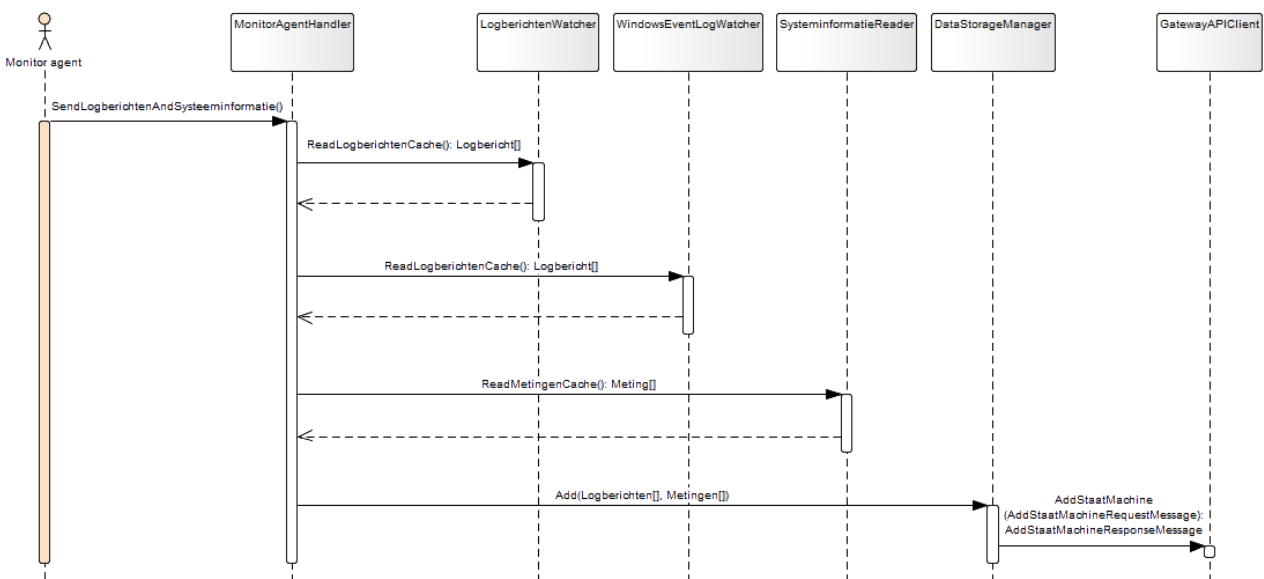 Monitor agent
MonitorAgentHandler
LogberichtenWatcher
WindowsEventLogWatcher
SysteminformatieReader
DataStorageManager
GatewayAPIClient
SendLogberichtenAndSysteeminformatie()
ReadLogberichtenCache(): Logbericht[]
ReadLogberichtenCache(): Logbericht[]
ReadMetingenCache(): Meting[]
Add(Logberichten[], Metingen[])
AddStaatMachine
(AddStaatMachineRequestMessage):
AddStaatMachineResponseMessage